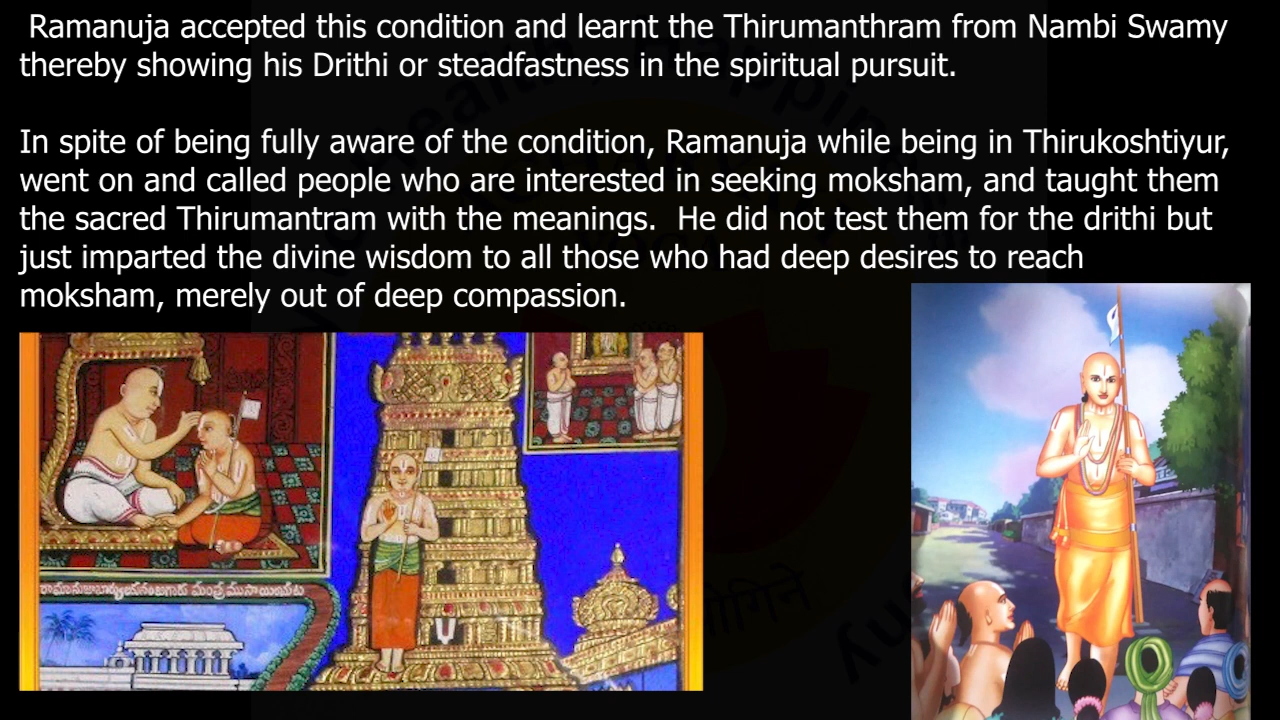 Ramanuja accepted this condition and learnt the Thirumanthram from Nambi Swamy
thereby showing his Drithi or steadfastness in the spiritual pursuit.
In spite of being fully aware of the condition, Ramanuja while being in Thirukoshtiyur,
went on and called people who are interested in seeking moksham, and taught them
the sacred Thirumantram with the meanings.  He did not test them for the drithi but
just imparted the divine wisdom to all those who had deep desires to reach
moksham, merely out of deep compassion.